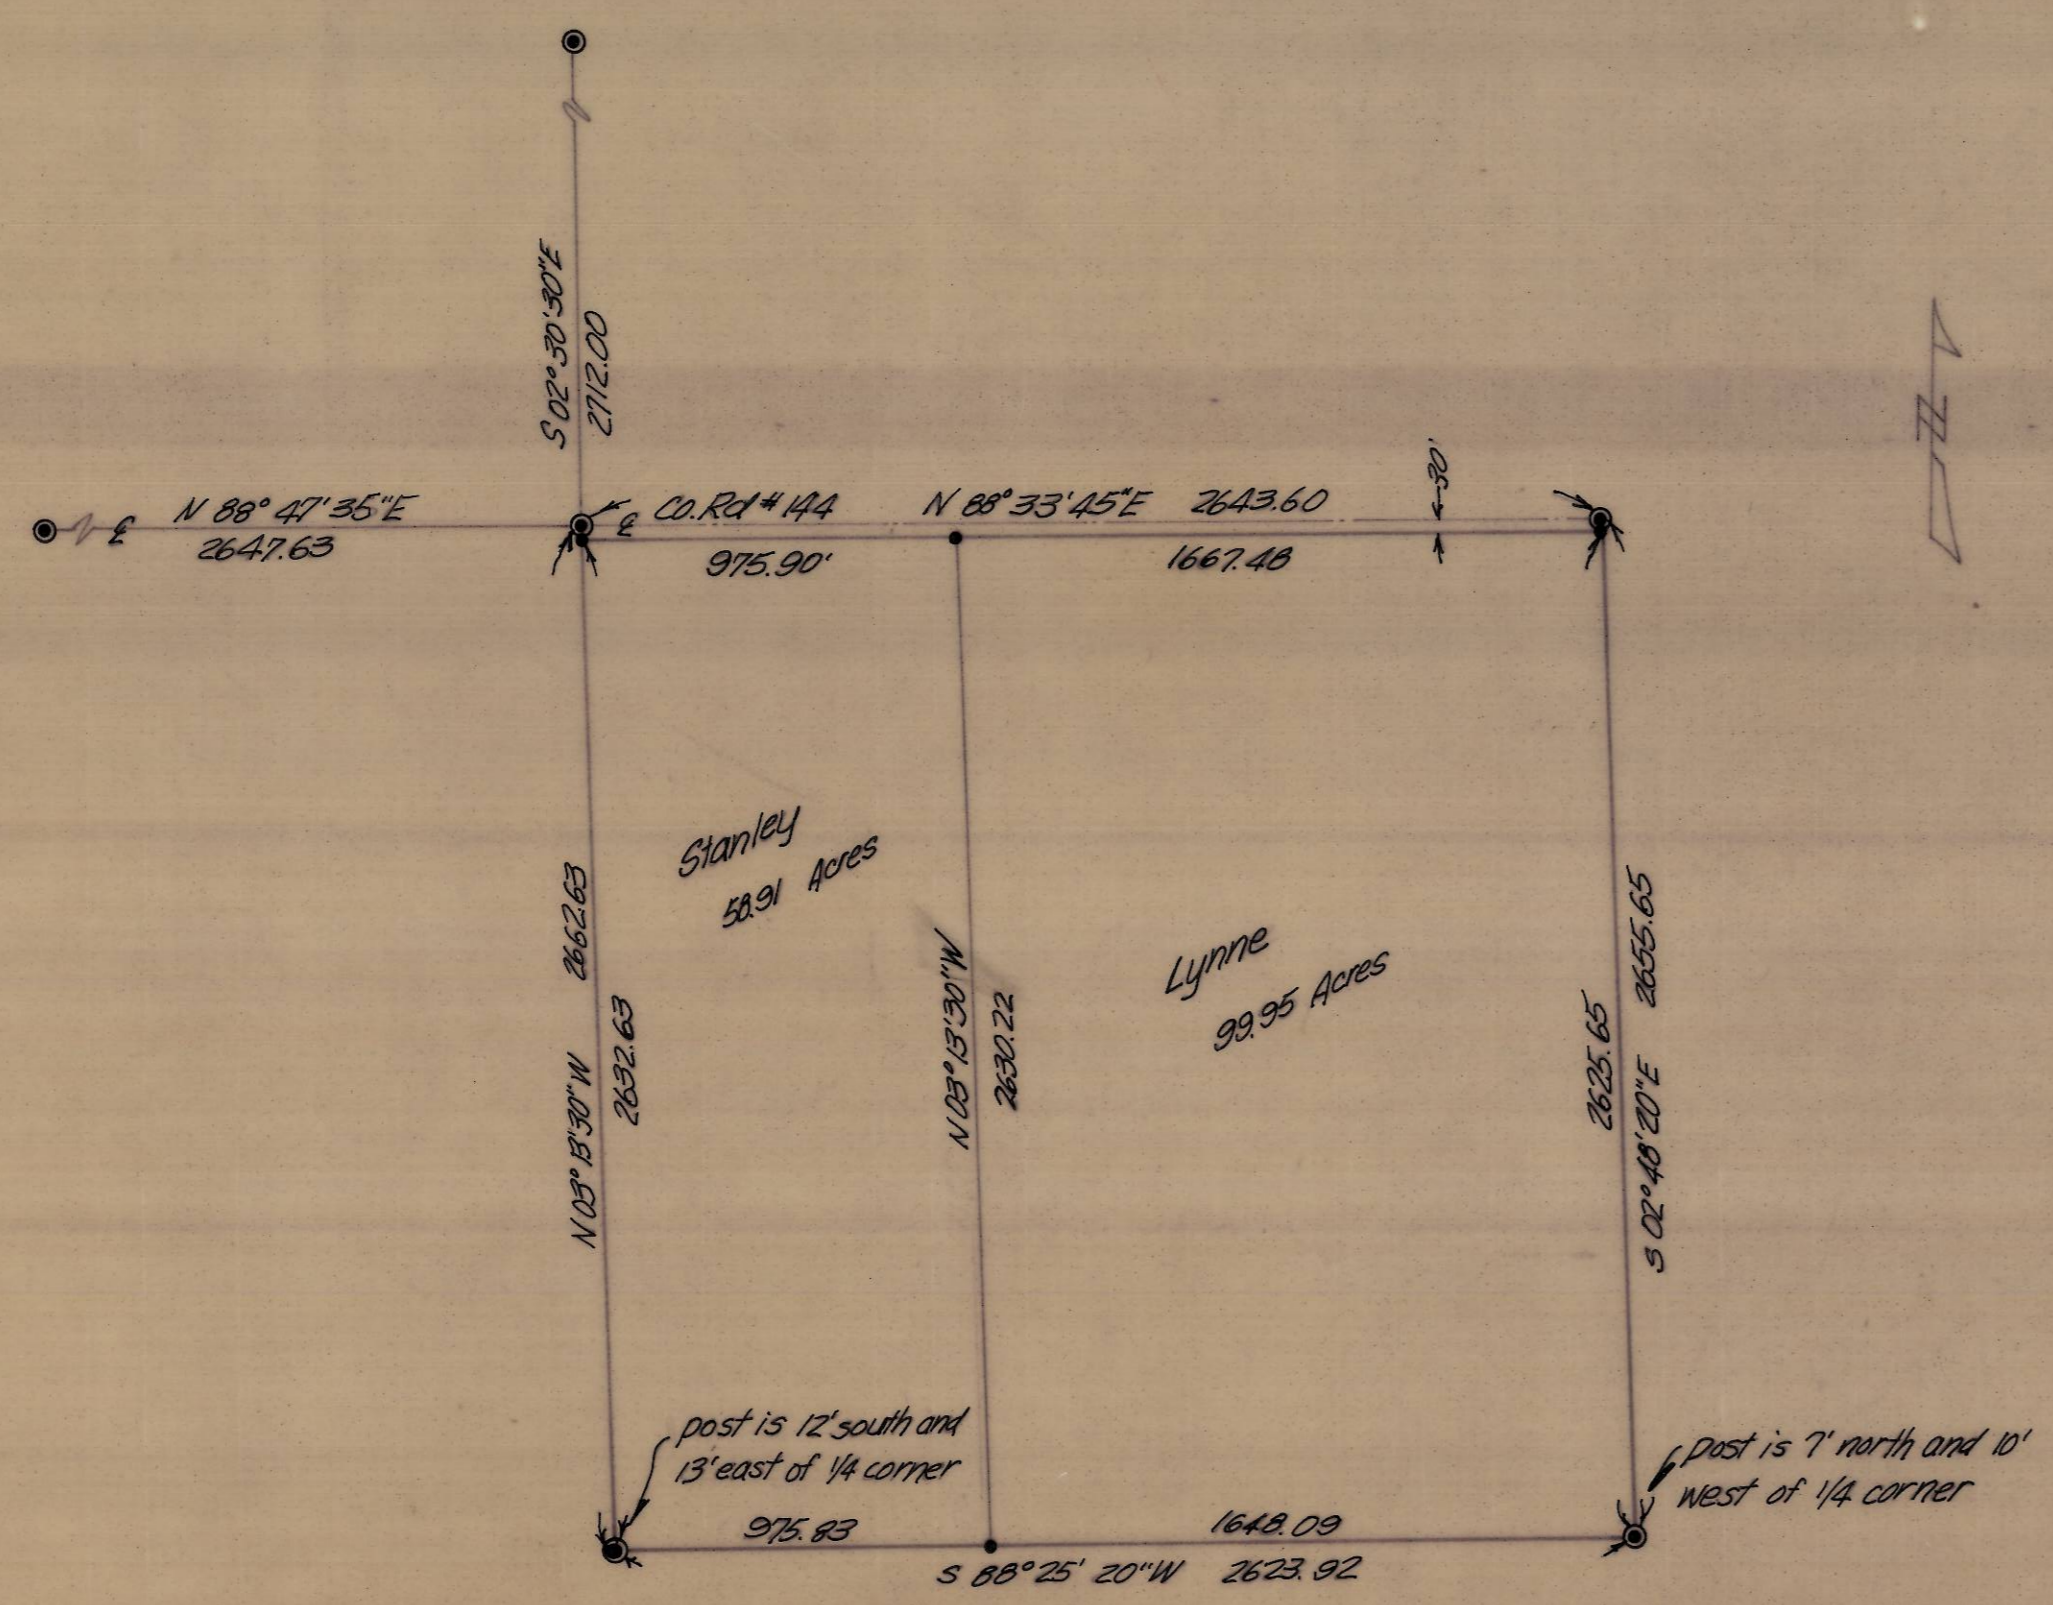 S 02° 30' 30" E
2712.00
N 88° 47' 35" E
2647.63
℄
℄ Co. Rd # 144
N 88° 33' 45" E 2643.60
30'
975.90'
1667.48
N
Stanley
58.91 Acres
Lynne
99.95 Acres
N 03° 13' 30" W 2662.63
2632.63
N 03° 13' 30" W
2630.22
2625.65
S 02° 48' 20" E 2655.65
post is 12' south and
13' east of 1/4 corner
post is 7' north and 10'
west of 1/4 corner
975.83
1648.09
S 88° 25' 20" W 2623.92